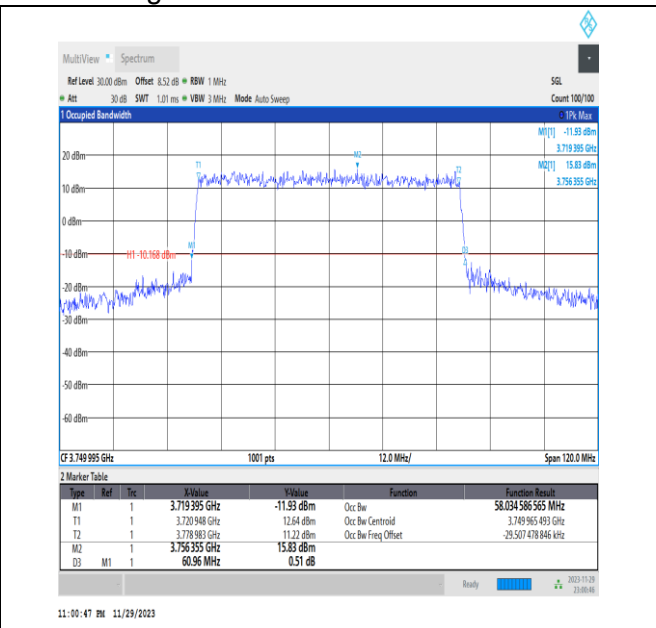 MultiView Spectrum
Ref Level 30.00 dBm Offset 8.52 dB RBW 1 MHz SGL
Att 30 dB SWT 1.01 ms VBW 3 MHz Mode Auto Sweep Count 100/100
1 Occupied Bandwidth 1Pk Max
M1[1] -11.93 dBm
3.719 395 GHz
M2[1] 15.83 dBm
3.756 355 GHz
M2
T1
T2
20 dBm
10 dBm
0 dBm
M1
D3
-10 dBm
H1 -10.168 dBm
-20 dBm
-30 dBm
-40 dBm
-50 dBm
-60 dBm
CF 3.749 995 GHz 1001 pts 12.0 MHz/ Span 120.0 MHz
2 Marker Table
Type Ref Trc X-Value Y-Value Function Function Result
M1 1 3.719 395 GHz -11.93 dBm Occ Bw 58.034 586 565 MHz
T1 1 3.720 948 GHz 12.64 dBm Occ Bw Centroid 3.749 965 493 GHz
T2 1 3.778 983 GHz 11.22 dBm Occ Bw Freq Offset -29.507 478 846 kHz
M2 1 3.756 355 GHz 15.83 dBm
D3 M1 1 60.96 MHz 0.51 dB
Ready 2023-11-29
23:00:46
11:00:47 PM 11/29/2023